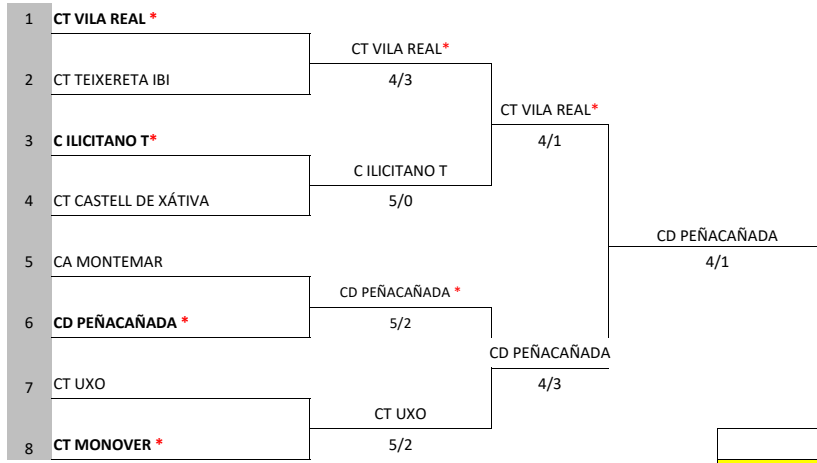 1 CT VILA REAL *
CT VILA REAL*
2 CT TEIXERETA IBI 4/3
CT VILA REAL*
3 C ILICITANO T* 4/1
C ILICITANO T
4 CT CASTELL DE XÁTIVA 5/0
CD PEÑACAÑADA
5 CA MONTEMAR 4/1
CD PEÑACAÑADA *
6 CD PEÑACAÑADA * 5/2
CD PEÑACAÑADA
7 CT UXO 4/3
CT UXO
8 CT MONOVER * 5/2